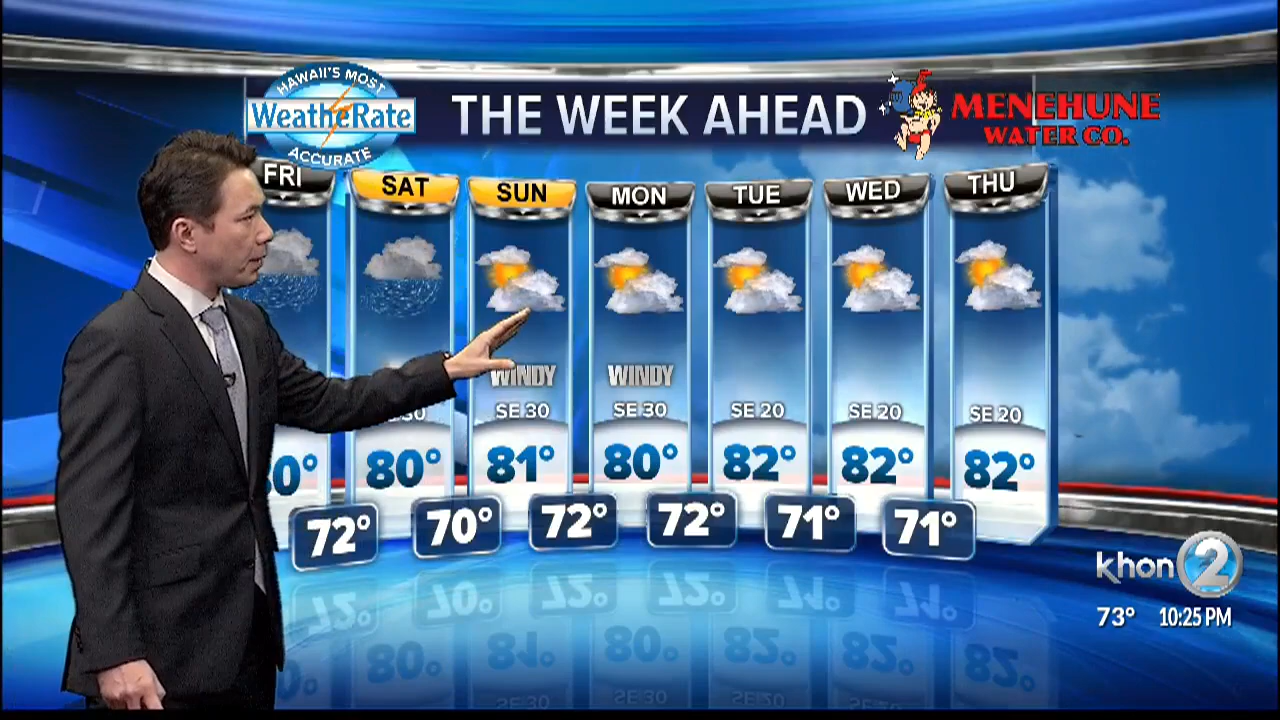 HAWAII'S MOST
WeatheRate
ACCURATE
THE WEEK AHEAD
MENEHUNE
WATER CO.
FRI SAT SUN MON TUE WED THU
WINDY WINDY
SE 30 SE 30 SE 20 SE 20 SE 20
80° 81° 80° 82° 82° 82°
72° 70° 72° 72° 71° 71°
khon 2
73° 10:25 PM